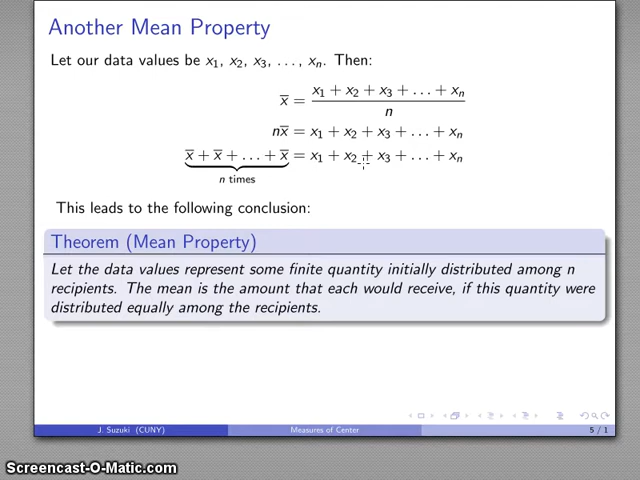 Another Mean Property
Let our data values be x₁, x₂, x₃, . . . , xₙ. Then:
x̅ = (x₁ + x₂ + x₃ + . . . + xₙ) / n
nx̅ = x₁ + x₂ + x₃ + . . . + xₙ
x̅ + x̅ + . . . + x̅ = x₁ + x₂ + x₃ + . . . + xₙ
n times
This leads to the following conclusion:
Theorem (Mean Property)
Let the data values represent some finite quantity initially distributed among n
recipients. The mean is the amount that each would receive, if this quantity were
distributed equally among the recipients.
J. Suzuki (CUNY) Measures of Center 5 / 1
Screencast-O-Matic.com